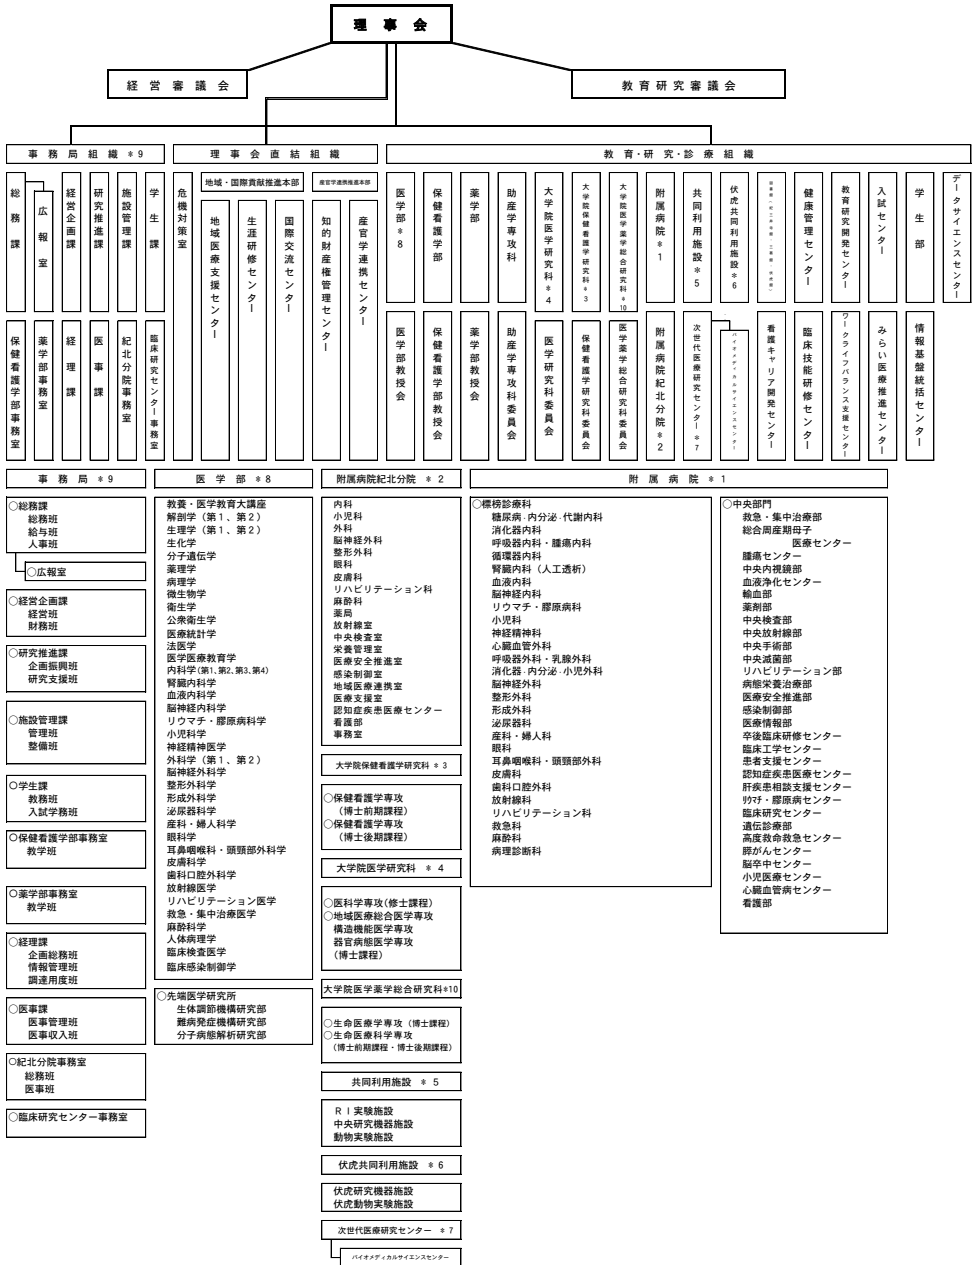 理事会
経営審議会
教育研究審議会
事務局組織＊9
理事会直結組織
教育・研究・診療組織
総務課
広報室
経営企画課
研究推進課
施設管理課
学生課
危機対策室
地域・国際貢献推進本部
地域医療支援センター
生涯研修センター
国際交流センター
産官学連携推進本部
知的財産権管理センター
産官学連携センター
医学部＊8
保健看護学部
薬学部
助産学専攻科
大学院医学研究科＊4
大学院保健看護学研究科＊3
大学院医学薬学総合研究科＊10
附属病院＊1
共同利用施設＊5
伏虎共同利用施設＊6
健康管理センター
教育研究開発センター
入試センター
学生部
データサイエンスセンター
保健看護学部事務室
薬学部事務室
経理課
医事課
紀北分院事務室
臨床研究センター事務室
医学部教授会
保健看護学部教授会
薬学部教授会
助産学専攻科委員会
医学研究科委員会
保健看護学研究科委員会
医学薬学総合研究科委員会
附属病院紀北分院＊2
次世代医療研究センター＊7
バイオメディカルサイエンスセンター
看護キャリア開発センター
臨床技能研修センター
ワークライフバランス支援センター
みらい医療推進センター
情報基盤統括センター
事務局＊9
○総務課
総務班
給与班
人事班
○広報室
○経営企画課
経営班
財務班
○研究推進課
企画振興班
研究支援班
○施設管理課
管理班
整備班
○学生課
教務班
入試学務班
○保健看護学部事務室
教学班
○薬学部事務室
教学班
○経理課
企画総務班
情報管理班
調達用度班
○医事課
医事管理班
医事収入班
○紀北分院事務室
総務班
医事班
○臨床研究センター事務室
医学部＊8
教養・医学教育大講座
解剖学（第1、第2）
生理学（第1、第2）
生化学
分子遺伝学
薬理学
病理学
微生物学
衛生学
公衆衛生学
医療統計学
法医学
医学医療教育学
内科学(第1、第2、第3、第4)
腎臓内科学
血液内科学
脳神経内科学
リウマチ・膠原病科学
小児科学
神経精神医学
外科学（第1、第2）
脳神経外科学
整形外科学
形成外科学
泌尿器科学
産科・婦人科学
眼科学
耳鼻咽喉科・頭頸部外科学
皮膚科学
歯科口腔外科学
放射線医学
リハビリテーション医学
救急・集中治療医学
麻酔科学
人体病理学
臨床検査医学
臨床感染制御学
○先端医学研究所
生体調節機構研究部
難病発症機構研究部
分子病態解析研究部
附属病院紀北分院＊2
内科
小児科
外科
脳神経外科
整形外科
眼科
皮膚科
リハビリテーション科
麻酔科
薬局
放射線室
中央検査室
栄養管理室
医療安全推進室
感染制御室
地域医療連携室
医療支援室
認知症疾患医療センター
看護部
事務室
大学院保健看護学研究科＊3
○保健看護学専攻
（博士前期課程）
○保健看護学専攻
（博士後期課程）
大学院医学研究科＊4
○医科学専攻(修士課程)
○地域医療総合医学専攻
構造機能医学専攻
器官病態医学専攻
（博士課程）
大学院医学薬学総合研究科＊10
○生命医療学専攻（博士課程）
○生命医療科学専攻
（博士前期課程・博士後期課程）
共同利用施設＊5
ＲＩ実験施設
中央研究機器施設
動物実験施設
伏虎共同利用施設＊6
伏虎研究機器施設
伏虎動物実験施設
次世代医療研究センター＊7
バイオメディカルサイエンスセンター
附属病院＊1
○標榜診療科
糖尿病・内分泌・代謝内科
消化器内科
呼吸器内科・腫瘍内科
循環器内科
腎臓内科（人工透析）
血液内科
脳神経内科
リウマチ・膠原病科
小児科
神経精神科
心臓血管外科
呼吸器外科・乳腺外科
消化器・内分泌・小児外科
脳神経外科
整形外科
形成外科
泌尿器科
産科・婦人科
眼科
耳鼻咽喉科・頭頸部外科
皮膚科
歯科口腔外科
放射線科
リハビリテーション科
救急科
麻酔科
病理診断科
○中央部門
救急・集中治療部
総合周産期母子
医療センター
腫瘍センター
中央内視鏡部
血液浄化センター
輸血部
薬剤部
中央検査部
中央放射線部
中央手術部
中央滅菌部
リハビリテーション部
病態栄養治療部
医療安全推進部
感染制御部
医療情報部
卒後臨床研修センター
臨床工学センター
患者支援センター
認知症疾患医療センター
肝疾患相談支援センター
ﾘｳﾏﾁ・膠原病センター
臨床研究センター
遺伝診療部
高度救命救急センター
膵がんセンター
脳卒中センター
小児医療センター
心臓血管病センター
看護部